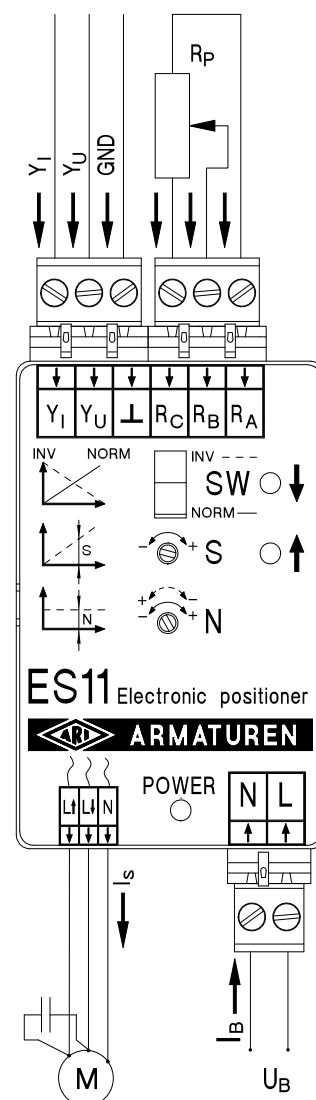 R_P
Y_I Y_U GND
Y_I Y_U ⊥ R_C R_B R_A
INV NORM
INV
SW
NORM
S
- + S
+ -
N
- + N
ES11 Electronic positioner
ARI ARMATUREN
POWER
L↑ L↓ N
N L
I_S
I_B
M
U_B